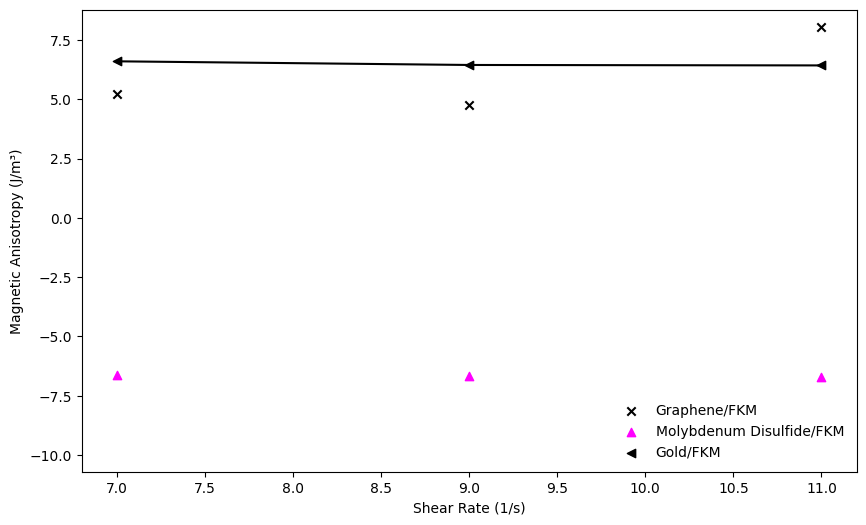 7.5
5.0
2.5
0.0
−2.5
−5.0
−7.5
−10.0
Magnetic Anisotropy (J/m³)
7.0 7.5 8.0 8.5 9.0 9.5 10.0 10.5 11.0
Shear Rate (1/s)
Graphene/FKM
Molybdenum Disulfide/FKM
Gold/FKM